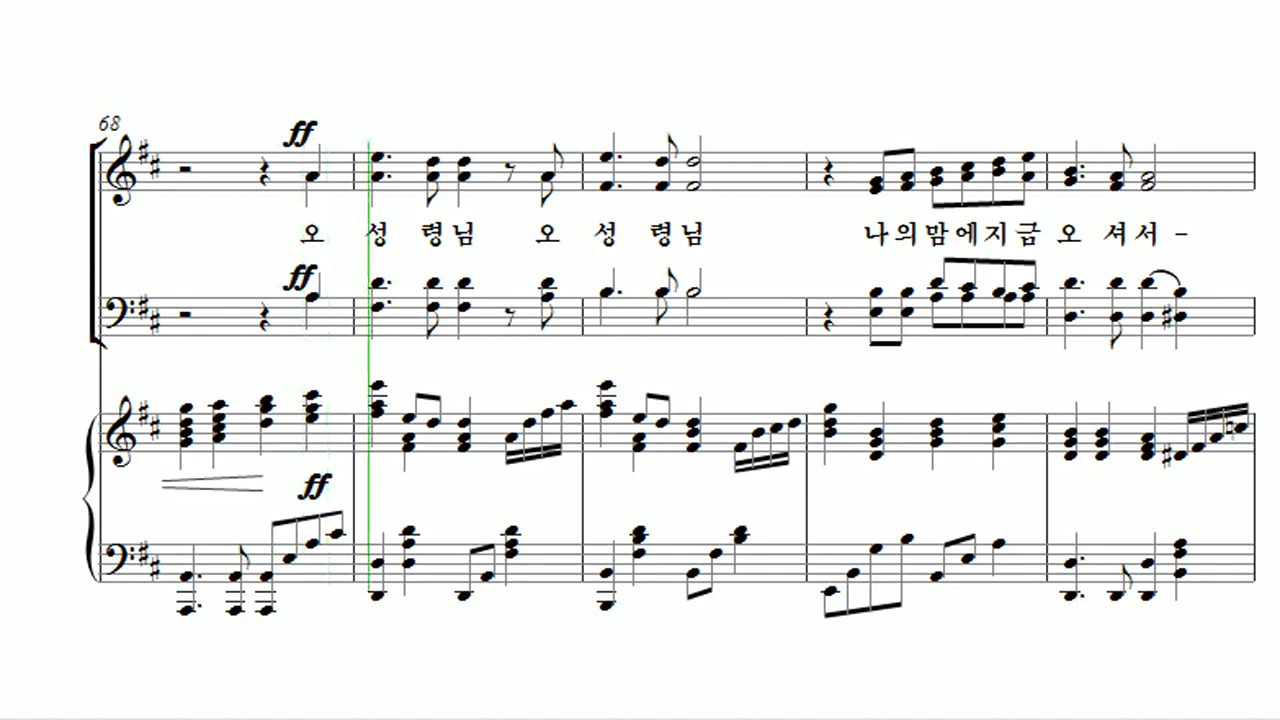 68
ff
오 성 령 님 오 성 령 님 나 의 밤 에 지 금 오 셔 서 -
ff
ff